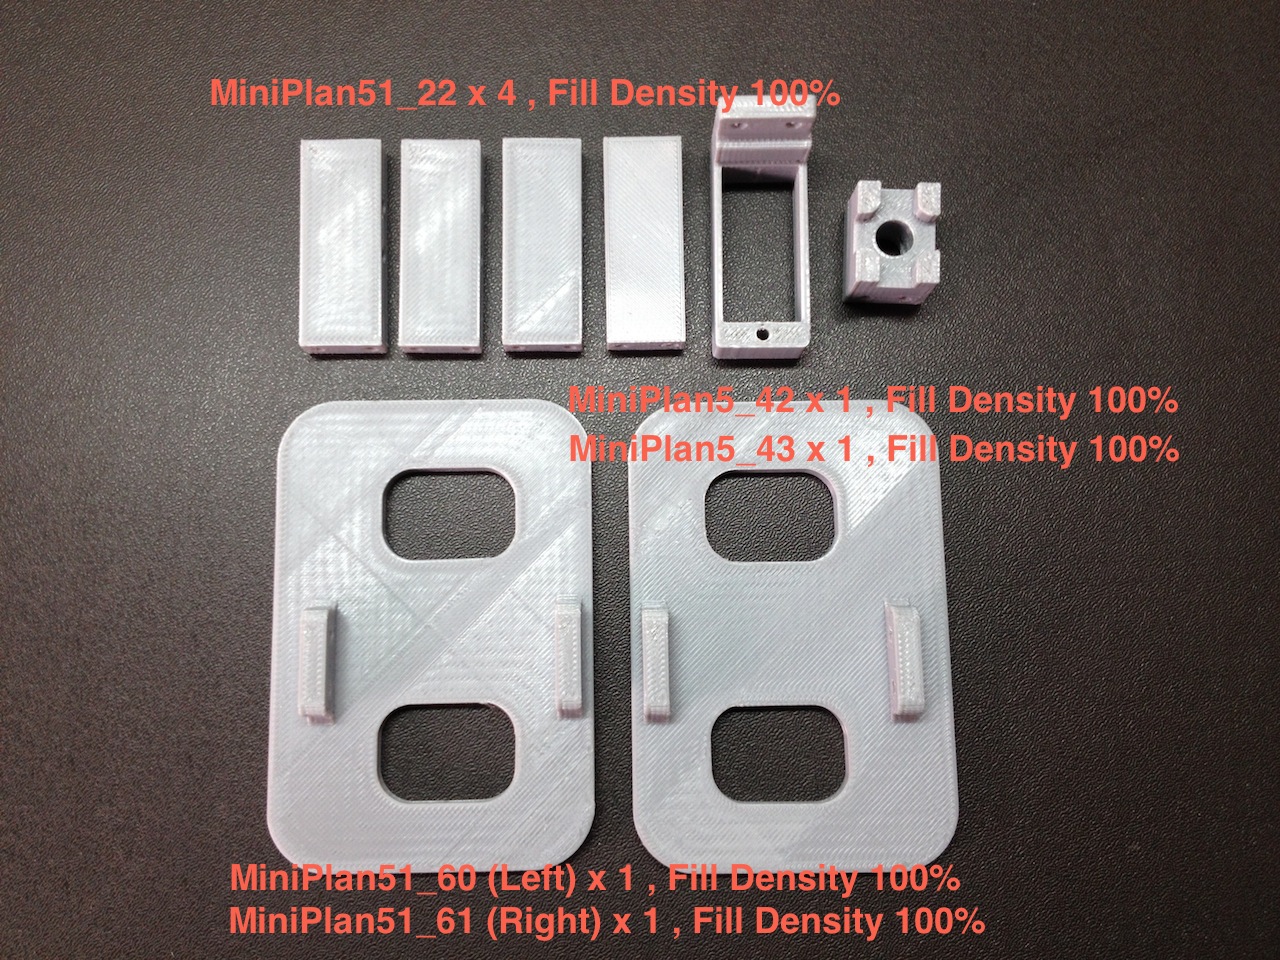 MiniPlan51_22 x 4 , Fill Density 100%
MiniPlan5_42 x 1 , Fill Density 100%
MiniPlan5_43 x 1 , Fill Density 100%
MiniPlan51_60 (Left) x 1 , Fill Density 100%
MiniPlan51_61 (Right) x 1 , Fill Density 100%